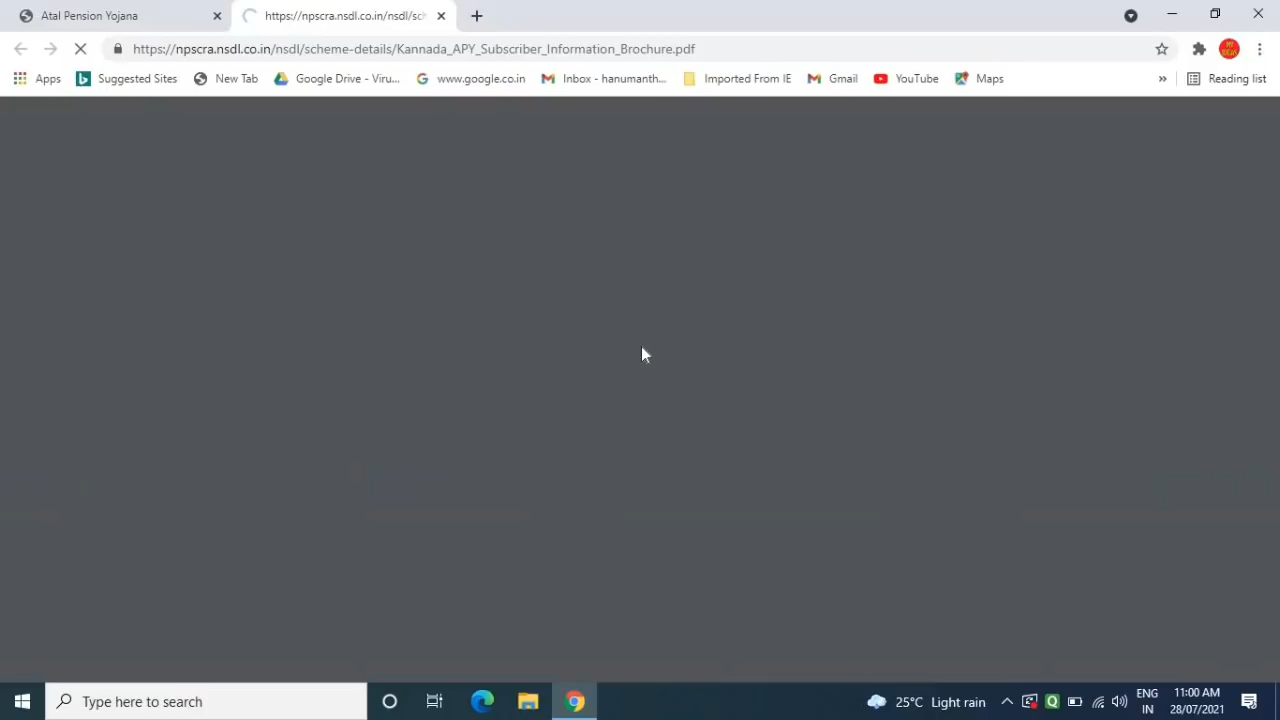 Atal Pension Yojana
https://npscra.nsdl.co.in/nsdl/sc
https://npscra.nsdl.co.in/nsdl/scheme-details/Kannada_APY_Subscriber_Information_Brochure.pdf
Apps Suggested Sites New Tab Google Drive - Viru... www.google.co.in Inbox - hanumanth... Imported From IE Gmail YouTube Maps » Reading list
Type here to search
25°C Light rain
ENG
IN
11:00 AM
28/07/2021